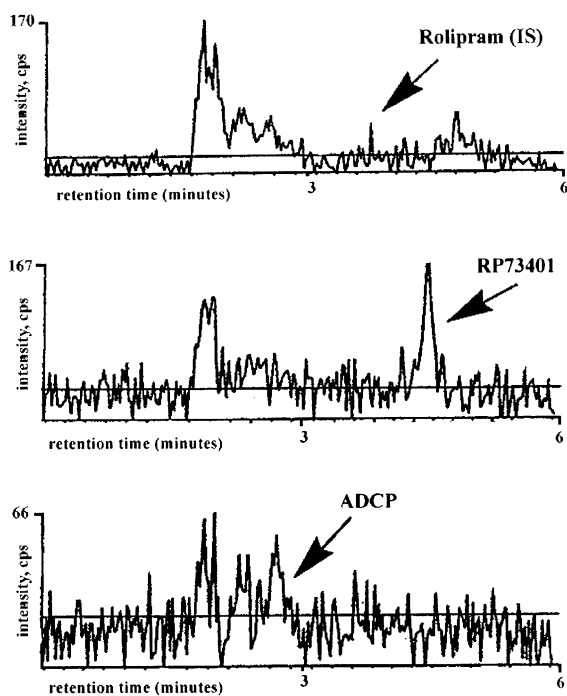 170
Rolipram (IS)
intensity, cps
retention time (minutes)
3
6
167
RP73401
intensity, cps
retention time (minutes)
3
6
66
ADCP
intensity, cps
retention time (minutes)
3
6